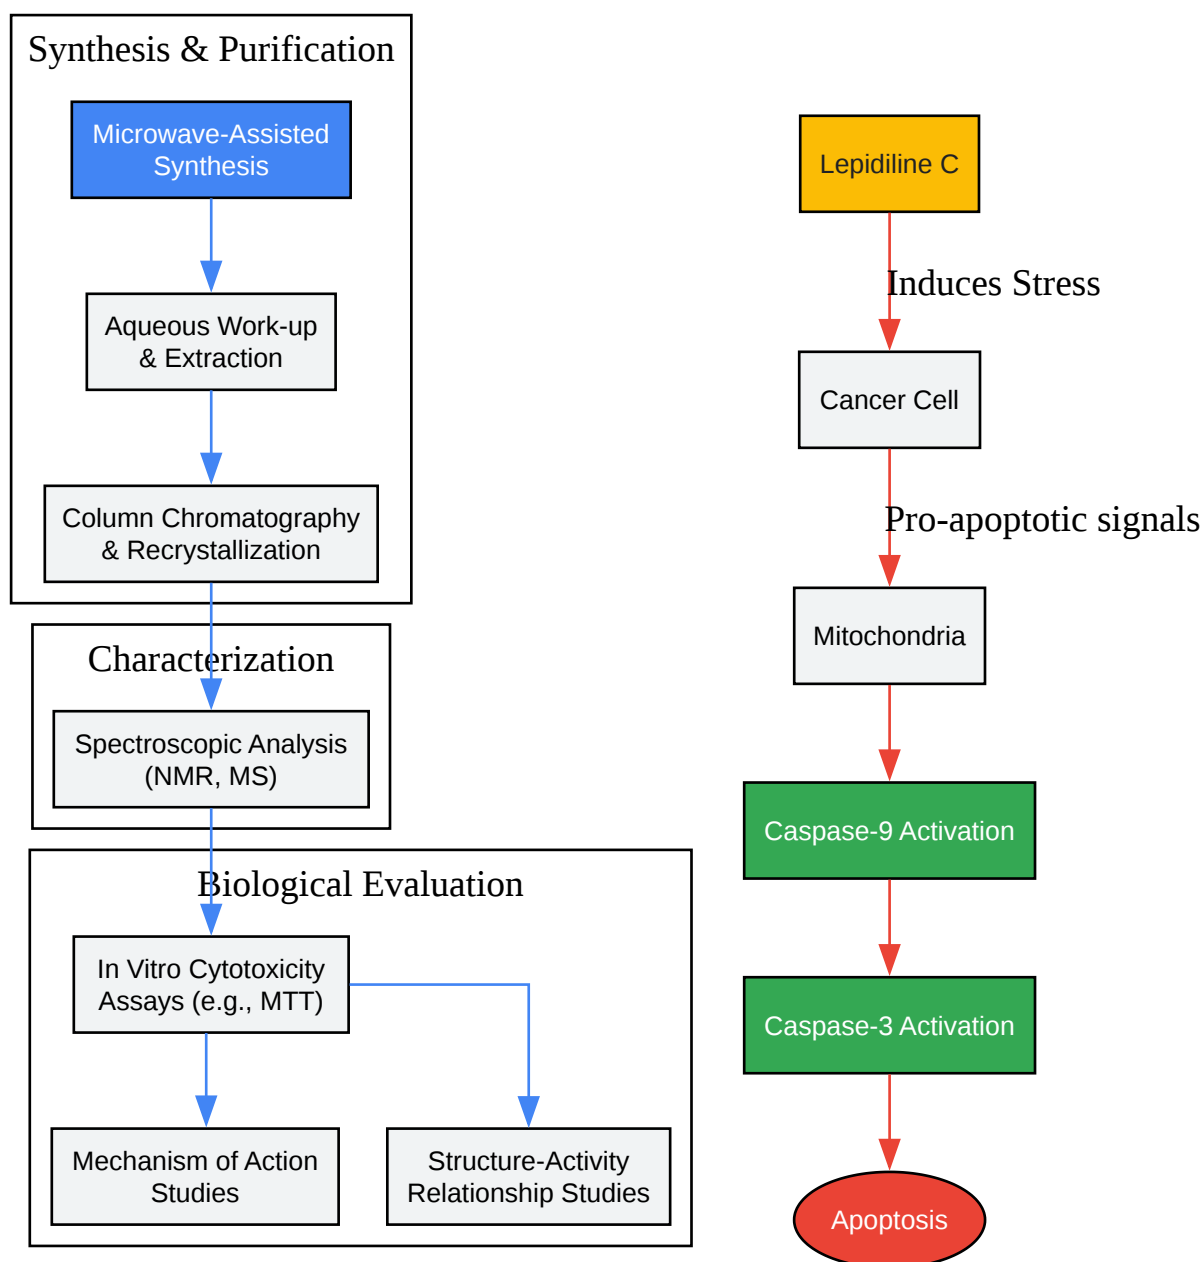 Synthesis & Purification
Microwave-Assisted
Synthesis
Aqueous Work-up
& Extraction
Column Chromatography
& Recrystallization
Characterization
Spectroscopic Analysis
(NMR, MS)
Biological Evaluation
In Vitro Cytotoxicity
Assays (e.g., MTT)
Mechanism of Action
Studies
Structure-Activity
Relationship Studies
Lepidiline C
Induces Stress
Cancer Cell
Pro-apoptotic signals
Mitochondria
Caspase-9 Activation
Caspase-3 Activation
Apoptosis